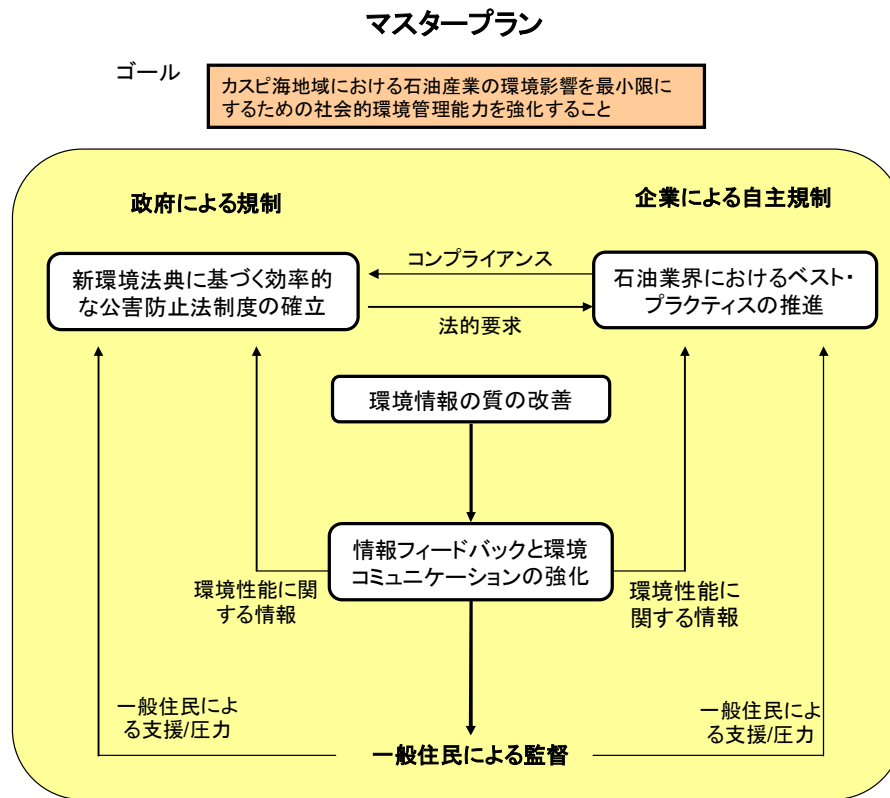 マスタープラン
ゴール
カスピ海地域における石油産業の環境影響を最小限に
するための社会的環境管理能力を強化すること
政府による規制
企業による自主規制
新環境法典に基づく効率的
な公害防止法制度の確立
コンプライアンス
法的要求
石油業界におけるベスト・
プラクティスの推進
環境情報の質の改善
情報フィードバックと環境
コミュニケーションの強化
環境性能に関
する情報
環境性能に
関する情報
一般住民によ
る支援/圧力
一般住民によ
る支援/圧力
一般住民による監督